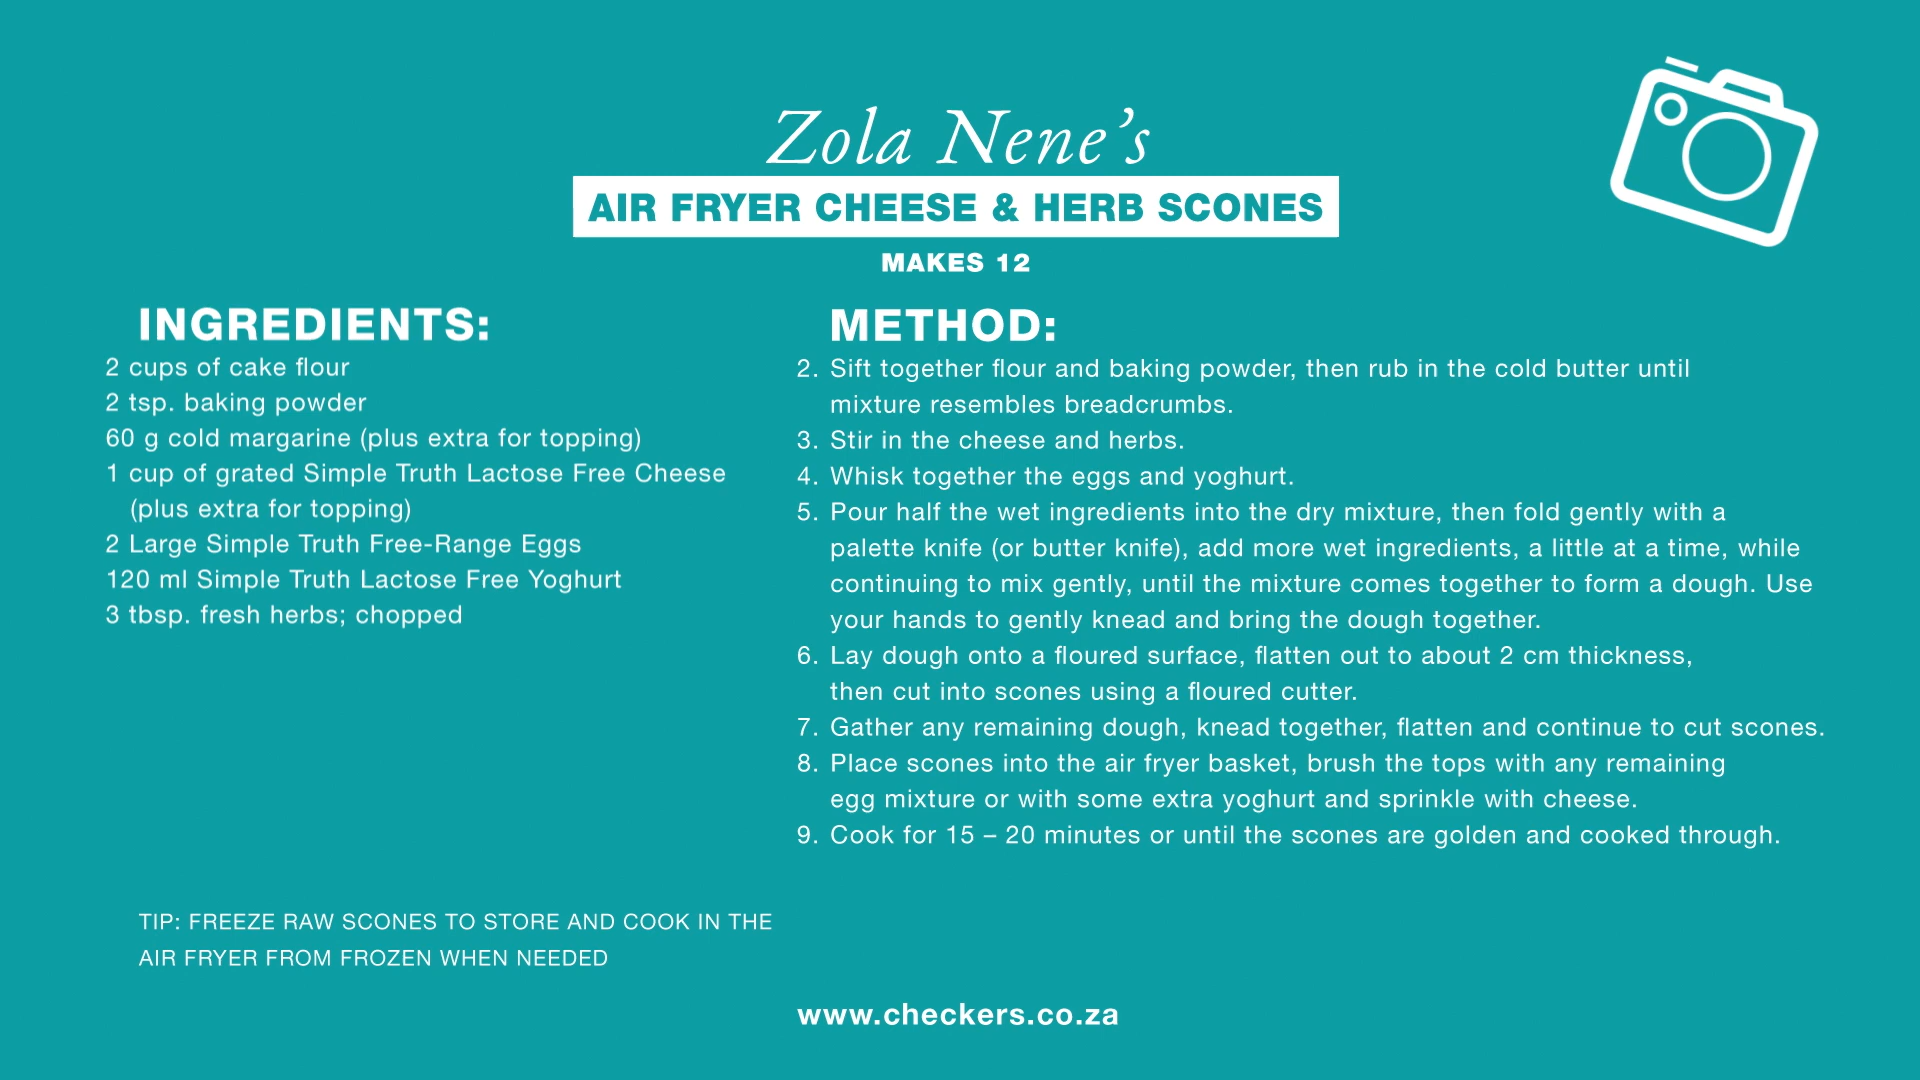 Zola Nene’s
AIR FRYER CHEESE & HERB SCONES
MAKES 12
INGREDIENTS:
2 cups of cake flour
2 tsp. baking powder
60 g cold margarine (plus extra for topping)
1 cup of grated Simple Truth Lactose Free Cheese
(plus extra for topping)
2 Large Simple Truth Free-Range Eggs
120 ml Simple Truth Lactose Free Yoghurt
3 tbsp. fresh herbs; chopped
METHOD:
2. Sift together flour and baking powder, then rub in the cold butter until
mixture resembles breadcrumbs.
3. Stir in the cheese and herbs.
4. Whisk together the eggs and yoghurt.
5. Pour half the wet ingredients into the dry mixture, then fold gently with a
palette knife (or butter knife), add more wet ingredients, a little at a time, while
continuing to mix gently, until the mixture comes together to form a dough. Use
your hands to gently knead and bring the dough together.
6. Lay dough onto a floured surface, flatten out to about 2 cm thickness,
then cut into scones using a floured cutter.
7. Gather any remaining dough, knead together, flatten and continue to cut scones.
8. Place scones into the air fryer basket, brush the tops with any remaining
egg mixture or with some extra yoghurt and sprinkle with cheese.
9. Cook for 15 – 20 minutes or until the scones are golden and cooked through.
TIP: FREEZE RAW SCONES TO STORE AND COOK IN THE
AIR FRYER FROM FROZEN WHEN NEEDED
www.checkers.co.za